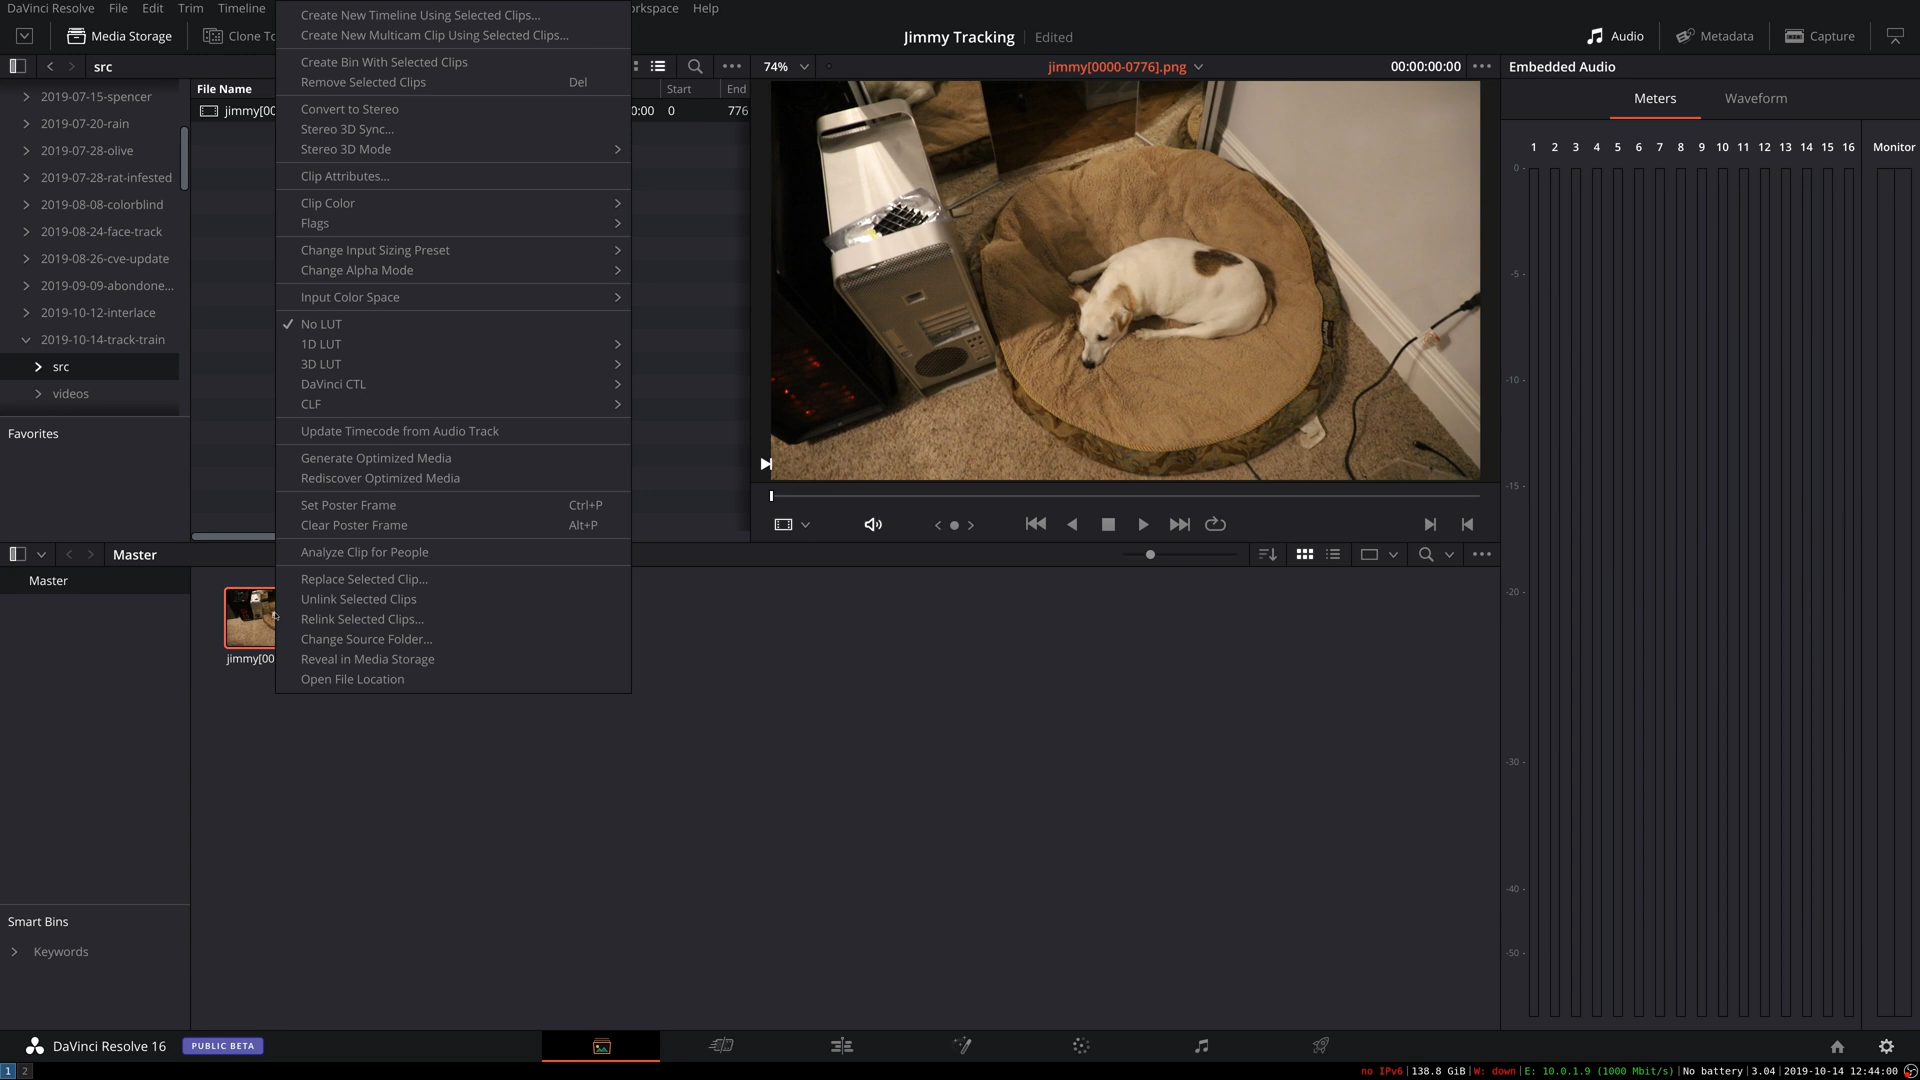 DaVinci Resolve File Edit Trim Timeline
Workspace Help
Media Storage
Clone To
Jimmy Tracking Edited
Audio
Metadata
Capture
src
74%
jimmy[0000-0776].png
00:00:00:00
Embedded Audio
File Name
Start End
jimmy[00
0:00 0 776
Meters Waveform
1 2 3 4 5 6 7 8 9 10 11 12 13 14 15 16 Monitor
0 -
-5 -
-10 -
-15 -
-20 -
-30 -
-40 -
-50 -
2019-07-15-spencer
2019-07-20-rain
2019-07-28-olive
2019-07-28-rat-infested
2019-08-08-colorblind
2019-08-24-face-track
2019-08-26-cve-update
2019-09-09-abondone...
2019-10-12-interlace
2019-10-14-track-train
src
videos
Favorites
Create New Timeline Using Selected Clips...
Create New Multicam Clip Using Selected Clips...
Create Bin With Selected Clips
Remove Selected Clips Del
Convert to Stereo
Stereo 3D Sync...
Stereo 3D Mode
Clip Attributes...
Clip Color
Flags
Change Input Sizing Preset
Change Alpha Mode
Input Color Space
No LUT
1D LUT
3D LUT
DaVinci CTL
CLF
Update Timecode from Audio Track
Generate Optimized Media
Rediscover Optimized Media
Set Poster Frame Ctrl+P
Clear Poster Frame Alt+P
Analyze Clip for People
Replace Selected Clip...
Unlink Selected Clips
Relink Selected Clips...
Change Source Folder...
Reveal in Media Storage
Open File Location
Master
Master
jimmy[00
Smart Bins
Keywords
DaVinci Resolve 16 PUBLIC BETA
1 2
no IPv6|138.8 GiB|W: down|E: 10.0.1.9 (1000 Mbit/s)|No battery|3.04|2019-10-14 12:44:00